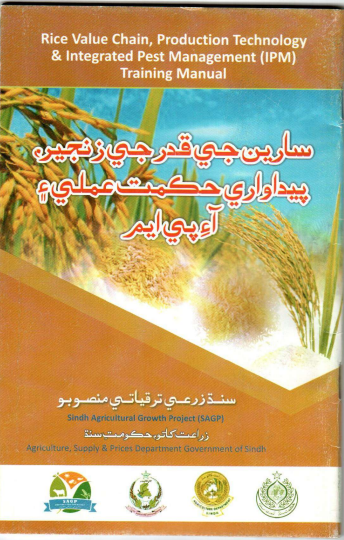 Rice Value Chain, Production Technology
& Integrated Pest Management (IPM)
Training Manual
سارين جي قدر جي زنجير،
پيداواري حڪمت عملي ۽
آءِ پي ايم
سنڌ زرعي ترقياتي منصوبو
Sindh Agricultural Growth Project (SAGP)
زراعت کاتو، حڪومت سنڌ
Agriculture, Supply & Prices Department Government of Sindh
SAGP